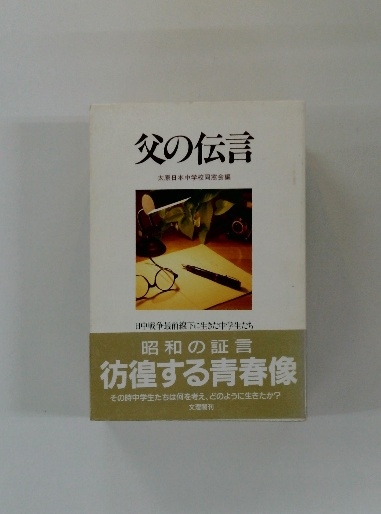 父の伝言
太原日本中学校同窓会編
日中戦争最前線下に生きた中学生たち
昭和の証言
彷徨する青春像
その時中学生たちは何を考え、どのように生きたか?
文理閣刊